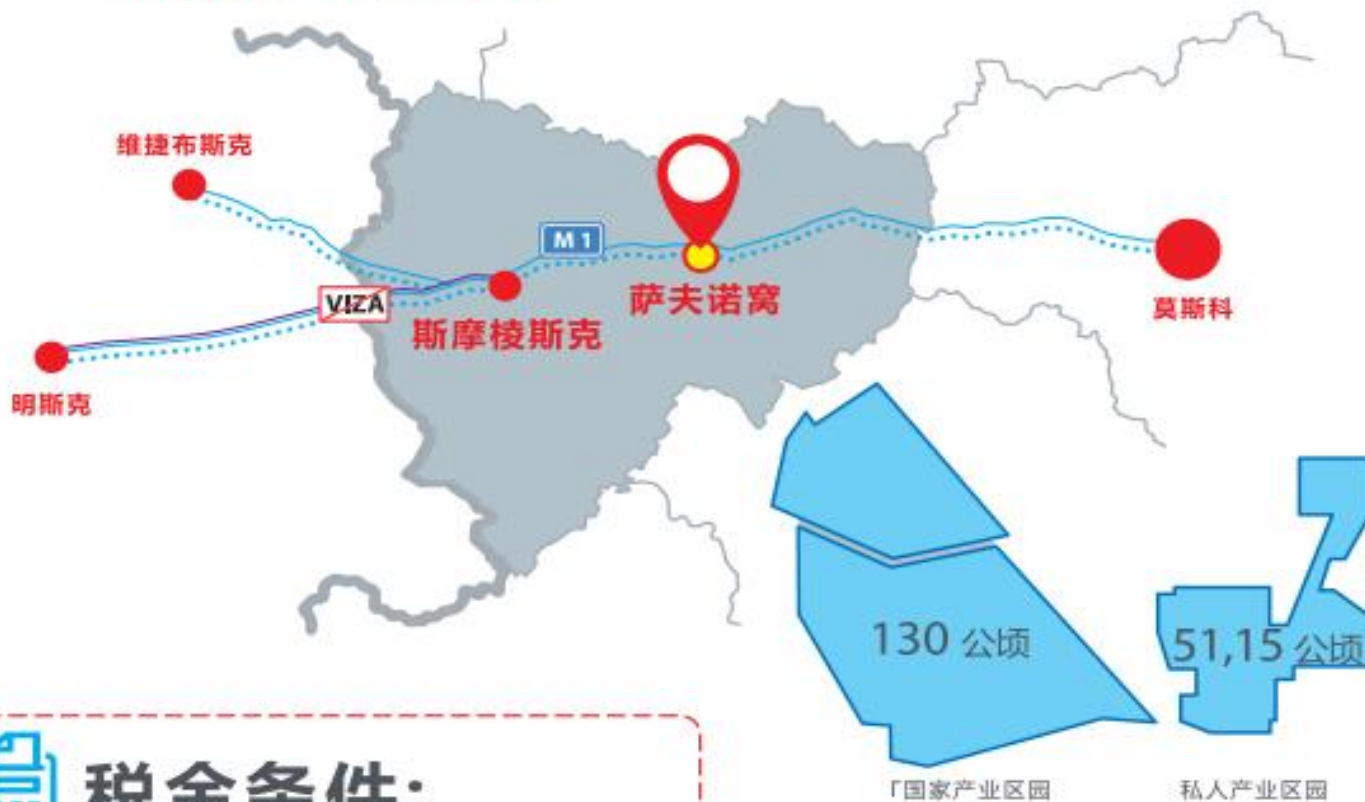 维捷布斯克
M 1
VIZA
萨夫诺窝
斯摩棱斯克
莫斯科
明斯克
130 公顷
51,15 公顷
税金条件:
「国家产业区园
私人产业区园